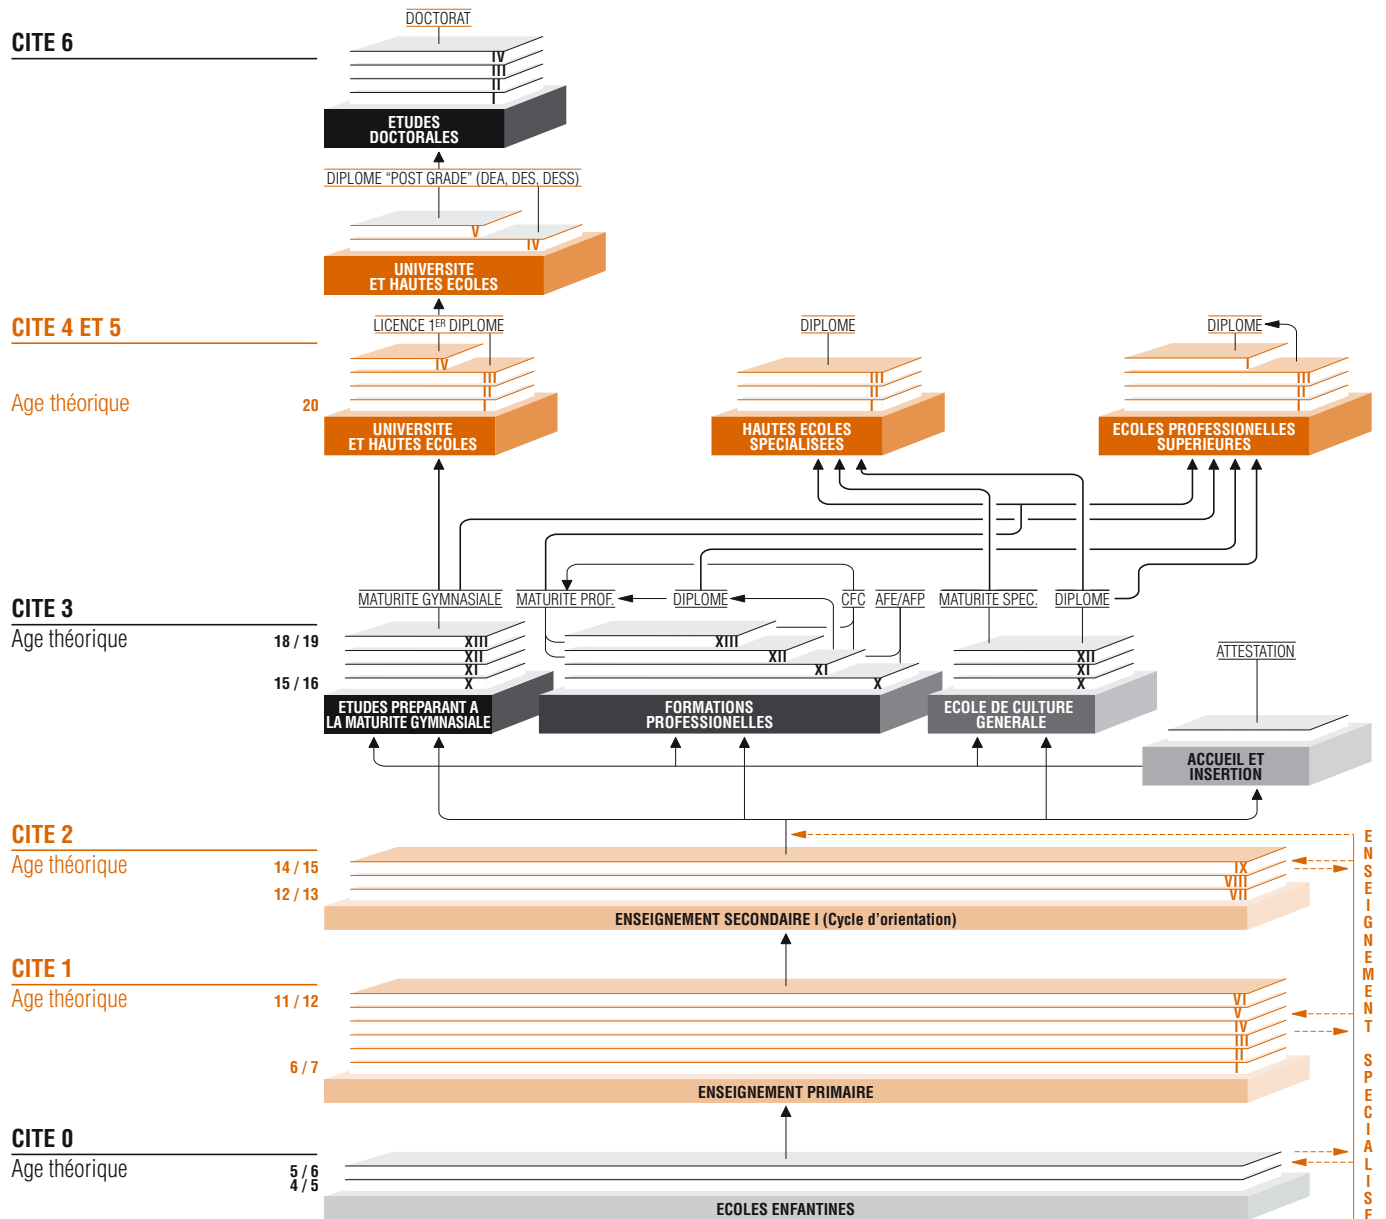 DOCTORAT
CITE 6
IV
III
II
I
ETUDES
DOCTORALES
DIPLOME “POST GRADE” (DEA, DES, DESS)
V
IV
UNIVERSITE
ET HAUTES ECOLES
CITE 4 ET 5
LICENCE 1ER DIPLOME
DIPLOME
DIPLOME
IV
III
II
I
III
II
I
I
III
II
I
Age théorique 20
UNIVERSITE
ET HAUTES ECOLES
HAUTES ECOLES
SPECIALISEES
ECOLES PROFESSIONELLES
SUPERIEURES
CITE 3
MATURITE GYMNASIALE
MATURITE PROF.
DIPLOME
CFC
AFE/AFP
MATURITE SPEC.
DIPLOME
Age théorique 18 / 19
15 / 16
XIII
XII
XI
X
XIII
XII
XI
X
XII
XI
X
ATTESTATION
ETUDES PREPARANT A
LA MATURITE GYMNASIALE
FORMATIONS
PROFESSIONELLES
ECOLE DE CULTURE
GENERALE
ACCUEIL ET
INSERTION
CITE 2
Age théorique 14 / 15
12 / 13
IX
VIII
VII
ENSEIGNEMENT SECONDAIRE I (Cycle d’orientation)
CITE 1
Age théorique 11 / 12
6 / 7
VI
V
IV
III
II
I
ENSEIGNEMENT PRIMAIRE
CITE 0
Age théorique 5 / 6
4 / 5
ECOLES ENFANTINES
ENSEIGNEMENT SPECIALISE